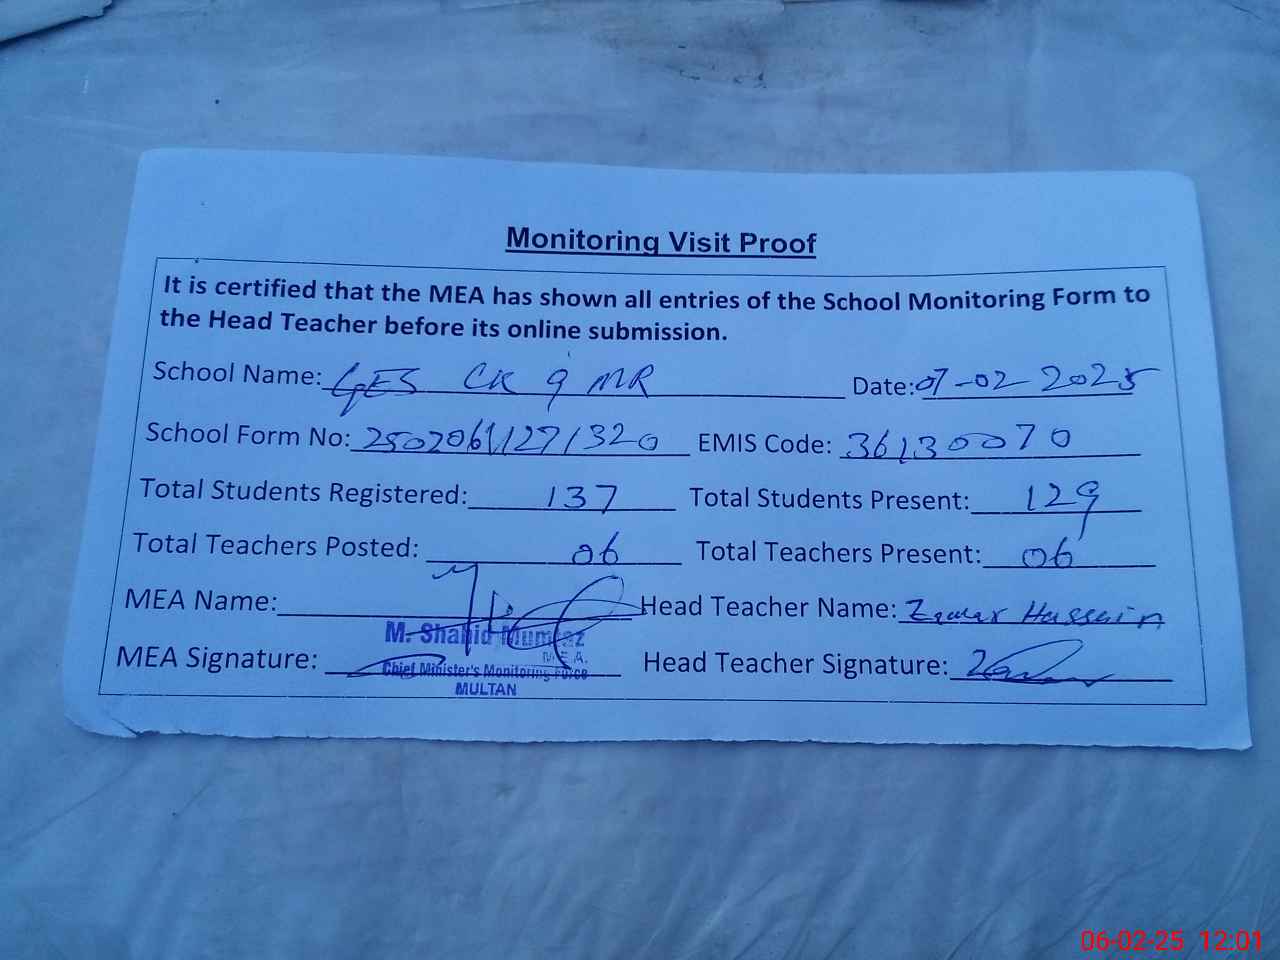 Monitoring Visit Proof
It is certified that the MEA has shown all entries of the School Monitoring Form to
the Head Teacher before its online submission.
School Name: GES CK 9 MR Date: 07-02-2025
School Form No: 25020611271320 EMIS Code: 36130070
Total Students Registered: 137 Total Students Present: 129
Total Teachers Posted: 06 Total Teachers Present: 06
MEA Name: Head Teacher Name: Hussain
M. Shahid Mumtaz
M.E.A.
MEA Signature: Head Teacher Signature:
Chief Minister's Monitoring Force
MULTAN
06-02-25 12:01